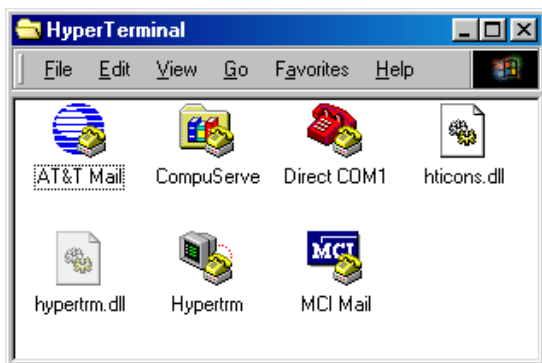 HyperTerminal
File Edit View Go Favorites Help
AT&T Mail CompuServe Direct COM1 hticons.dll
MCI
hypertrm.dll Hypertrm MCI Mail